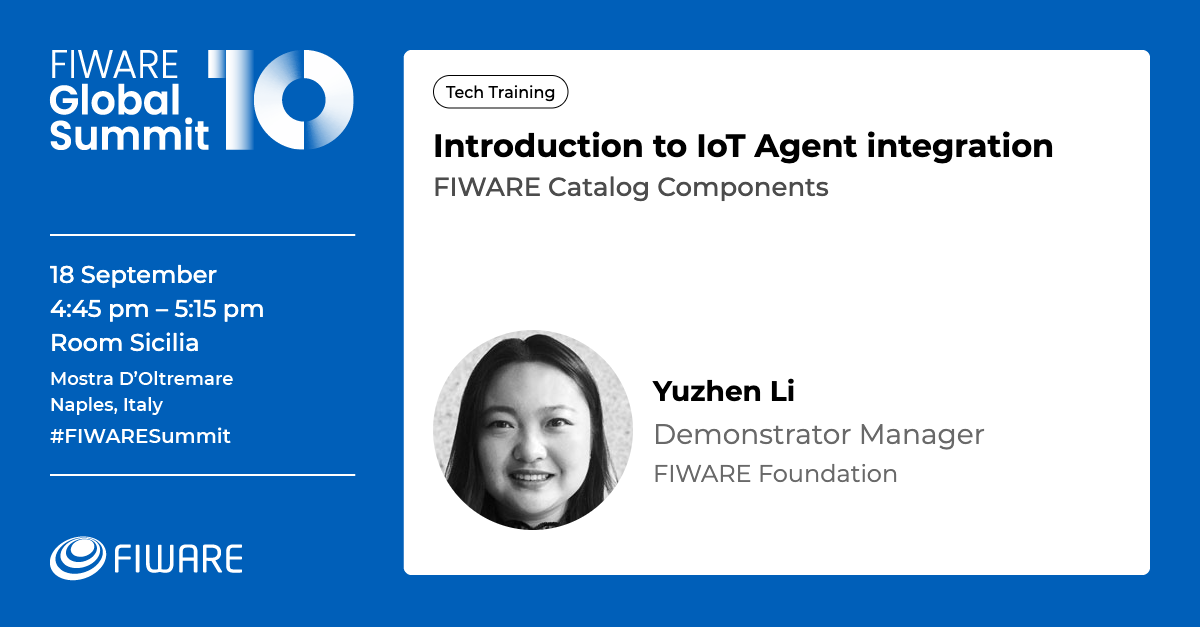 FIWARE
Global
Summit
10
18 September
4:45 pm – 5:15 pm
Room Sicilia
Mostra D’Oltremare
Naples, Italy
#FIWARESummit
FIWARE
Tech Training
Introduction to IoT Agent integration
FIWARE Catalog Components
Yuzhen Li
Demonstrator Manager
FIWARE Foundation